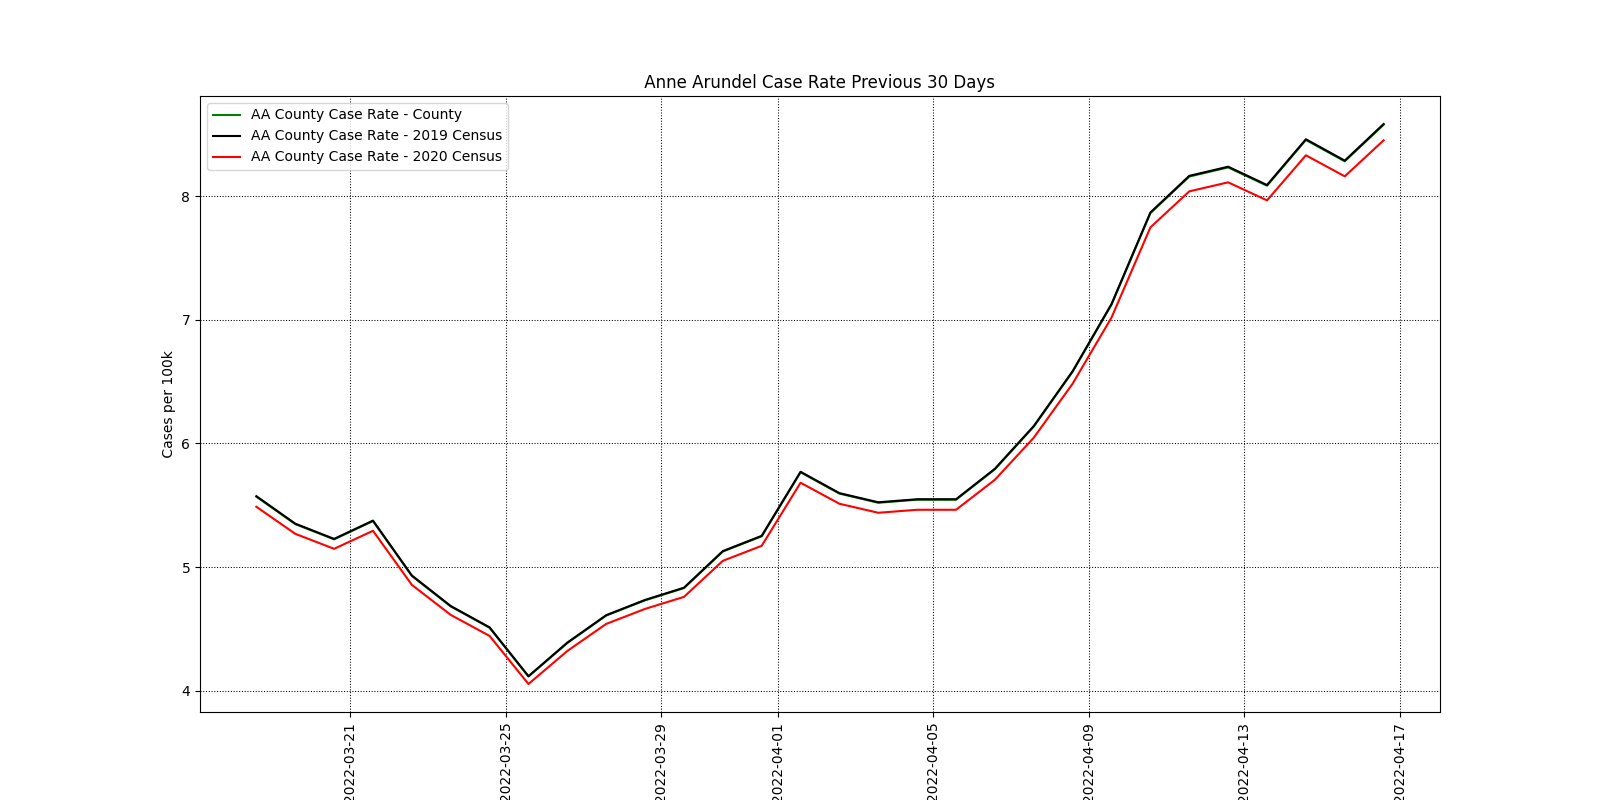 Anne Arundel Case Rate Previous 30 Days
AA County Case Rate - County
AA County Case Rate - 2019 Census
AA County Case Rate - 2020 Census
Cases per 100k
8
7
6
5
4
2022-03-21
2022-03-25
2022-03-29
2022-04-01
2022-04-05
2022-04-09
2022-04-13
2022-04-17